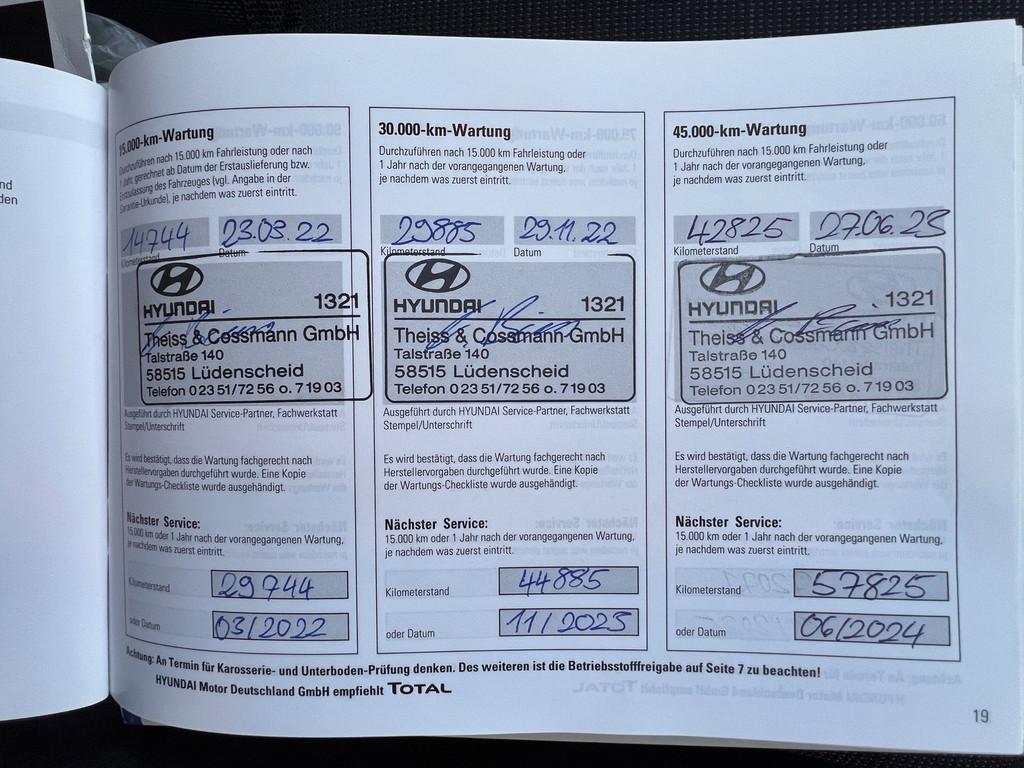 nd
den
15.000-km-Wartung
Durchzuführen nach 15.000 km Fahrleistung oder nach
1 Jahr, gerechnet ab Datum der Erstauslieferung bzw.
Erstzulassung des Fahrzeuges (vgl. Angabe in der
Garantie-Urkunde), je nachdem was zuerst eintritt.
14744 23.03.22
Kilometerstand Datum
HYUNDAI 1321
Theiss & Cossmann GmbH
Talstraße 140
58515 Lüdenscheid
Telefon 0 23 51/72 56 o. 7 19 03
Ausgeführt durch HYUNDAI Service-Partner, Fachwerkstatt
Stempel/Unterschrift
Es wird bestätigt, dass die Wartung fachgerecht nach
Herstellervorgaben durchgeführt wurde. Eine Kopie
der Wartungs-Checkliste wurde ausgehändigt.
Nächster Service:
15.000 km oder 1 Jahr nach der vorangegangenen Wartung,
je nachdem was zuerst eintritt.
Kilometerstand 29744
oder Datum 03/2022
30.000-km-Wartung
Durchzuführen nach 15.000 km Fahrleistung oder
1 Jahr nach der vorangegangenen Wartung,
je nachdem was zuerst eintritt.
29885 29.11.22
Kilometerstand Datum
HYUNDAI 1321
Theiss & Cossmann GmbH
Talstraße 140
58515 Lüdenscheid
Telefon 0 23 51/72 56 o. 7 19 03
Ausgeführt durch HYUNDAI Service-Partner, Fachwerkstatt
Stempel/Unterschrift
Es wird bestätigt, dass die Wartung fachgerecht nach
Herstellervorgaben durchgeführt wurde. Eine Kopie
der Wartungs-Checkliste wurde ausgehändigt.
Nächster Service:
15.000 km oder 1 Jahr nach der vorangegangenen Wartung,
je nachdem was zuerst eintritt.
Kilometerstand 44885
oder Datum 11/2023
45.000-km-Wartung
Durchzuführen nach 15.000 km Fahrleistung oder
1 Jahr nach der vorangegangenen Wartung,
je nachdem was zuerst eintritt.
42825 27.06.23
Kilometerstand Datum
HYUNDAI 1321
Theiss & Cossmann GmbH
Talstraße 140
58515 Lüdenscheid
Telefon 0 23 51/72 56 o. 7 19 03
Ausgeführt durch HYUNDAI Service-Partner, Fachwerkstatt
Stempel/Unterschrift
Es wird bestätigt, dass die Wartung fachgerecht nach
Herstellervorgaben durchgeführt wurde. Eine Kopie
der Wartungs-Checkliste wurde ausgehändigt.
Nächster Service:
15.000 km oder 1 Jahr nach der vorangegangenen Wartung,
je nachdem was zuerst eintritt.
Kilometerstand 57825
oder Datum 06/2024
Achtung: An Termin für Karosserie- und Unterboden-Prüfung denken. Des weiteren ist die Betriebsstofffreigabe auf Seite 7 zu beachten!
HYUNDAI Motor Deutschland GmbH empfiehlt TOTAL
19